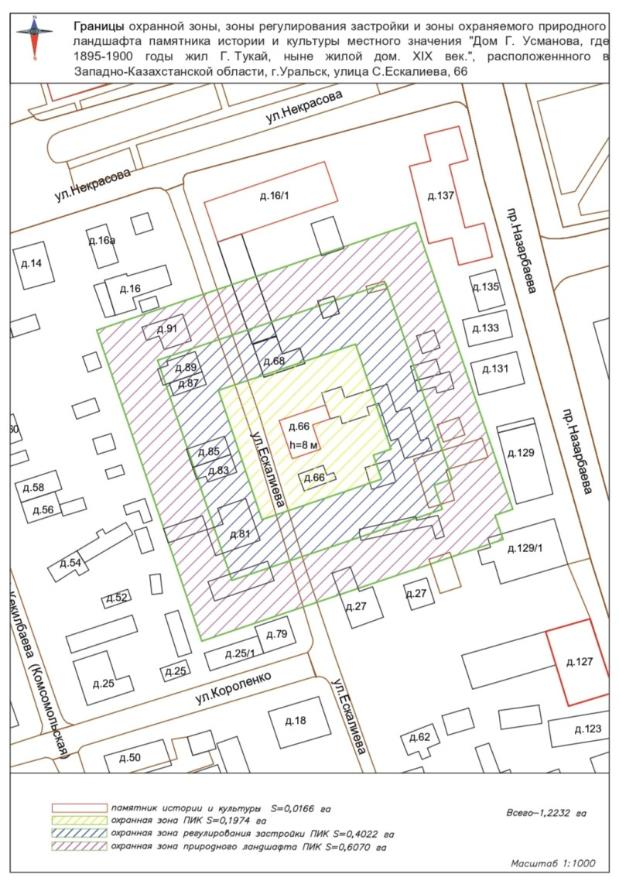 Границы охранной зоны, зоны регулирования застройки и зоны охраняемого природного
ландшафта памятника истории и культуры местного значения "Дом Г. Усманова, где
1895-1900 годы жил Г. Тукай, ныне жилой дом. XIX век.", расположеннного в
Западно-Казахстанской области, г.Уральск, улица С.Ескалиева, 66
ул.Некрасова
ул.Некрасова
д.16/1
д.137
пр.Назарбаева
д.14
д.16а
д.16
д.135
д.91
д.133
д.89
д.68
д.87
д.131
д.66
h=8 м
ул.Ескалиева
пр.Назарбаева
60
д.85
д.83
д.129
д.58
д.66
д.56
д.81
д.129/1
д.54
д.52
д.27
д.27
Кекилбаева (Комсомольская)
д.79
д.25/1
д.127
д.25
д.25
ул.Короленко
ул.Ескалиева
д.18
д.62
д.123
д.50
памятник истории и культуры S=0,0166 га
охранная зона ПИК S=0,1974 га
охранная зона регулирования застройки ПИК S=0,4022 га
охранная зона природного ландшафта ПИК S=0,6070 га
Всего-1,2232 га
Масштаб 1:1000